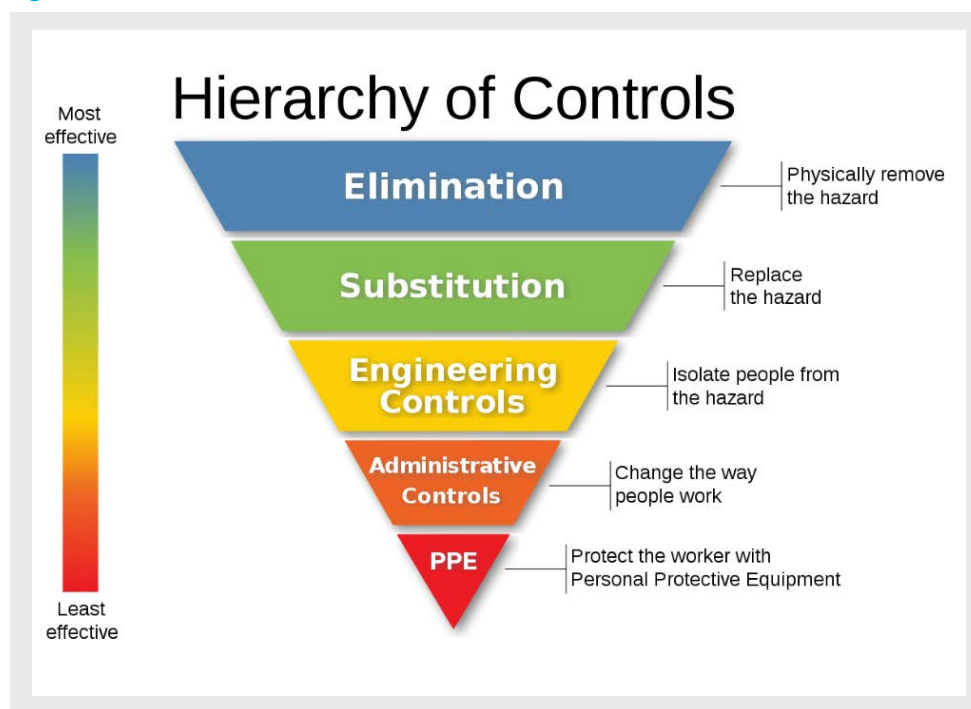 Hierarchy of Controls
Most
effective
Elimination
Physically remove
the hazard
Substitution
Replace
the hazard
Engineering
Controls
Isolate people from
the hazard
Administrative
Controls
Change the way
people work
PPE
Protect the worker with
Personal Protective Equipment
Least
effective